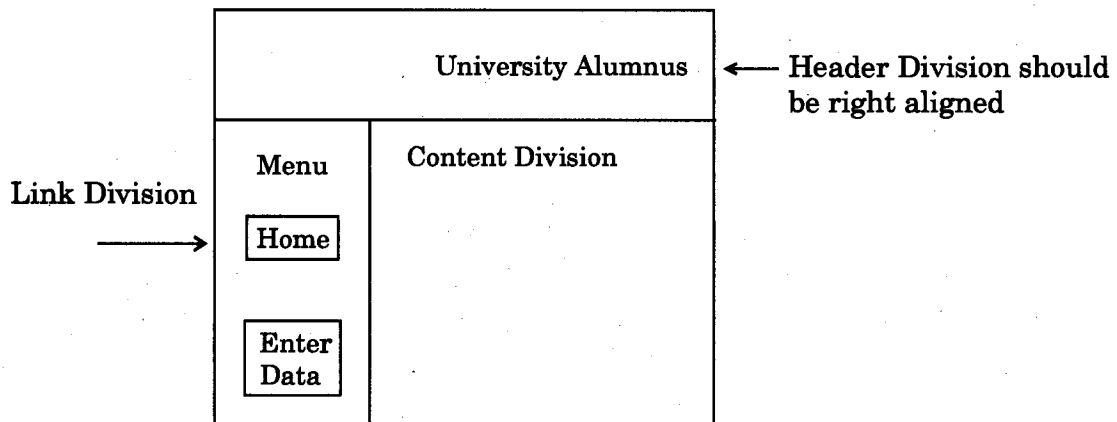 University Alumnus
Header Division should
be right aligned
Menu
Content Division
Link Division
Home
Enter
Data